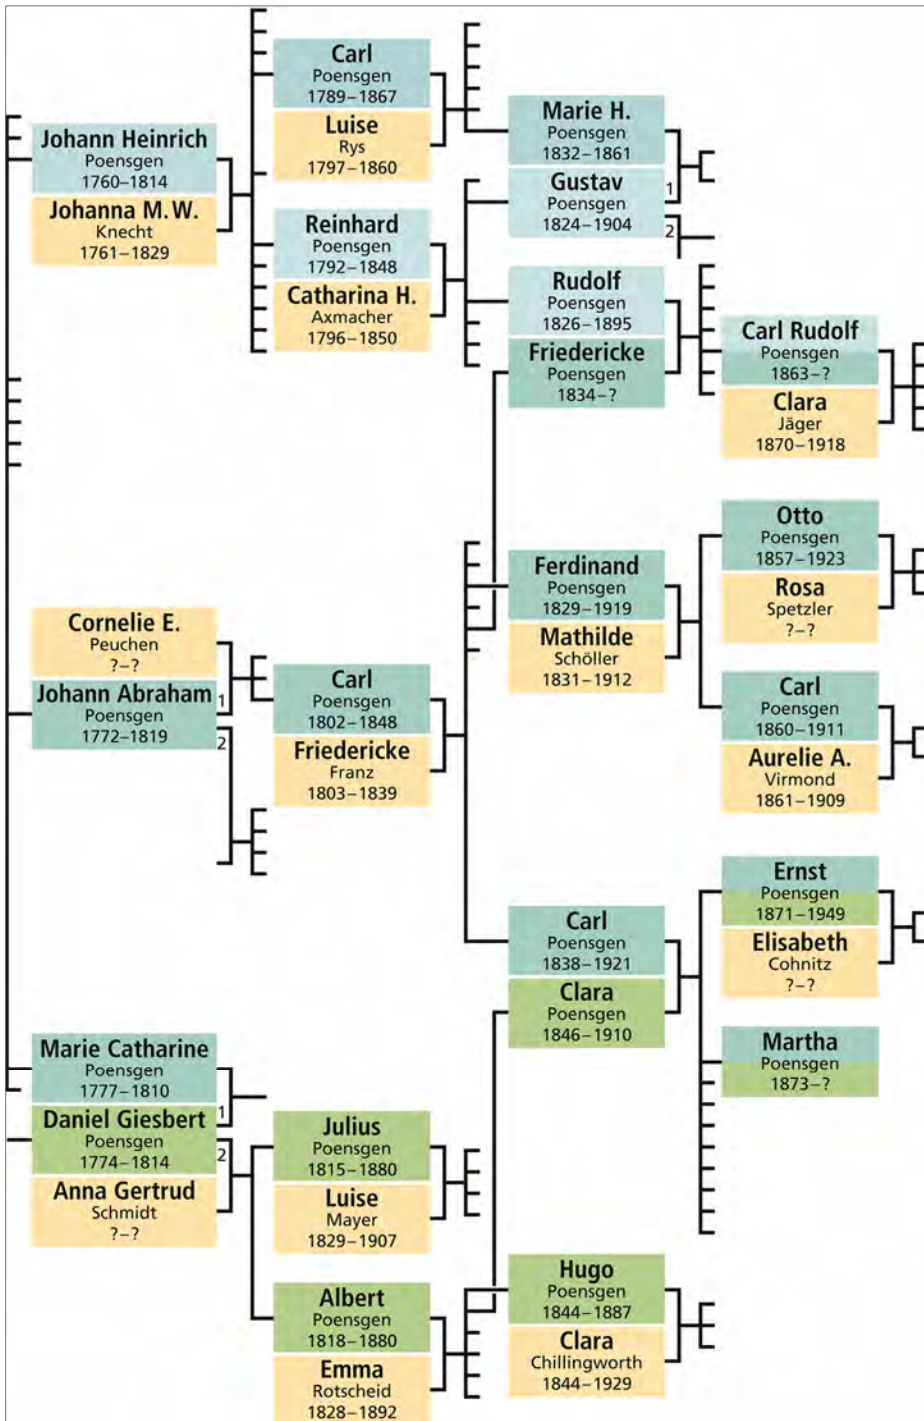 Johann Heinrich
Poensgen
1760–1814
Johanna M. W.
Knecht
1761–1829
Cornelie E.
Peuchen
?–?
Johann Abraham
Poensgen
1772–1819
1
2
Marie Catharine
Poensgen
1777–1810
Daniel Giesbert
Poensgen
1774–1814
Anna Gertrud
Schmidt
?–?
1
2
Carl
Poensgen
1789–1867
Luise
Rys
1797–1860
Reinhard
Poensgen
1792–1848
Catharina H.
Axmacher
1796–1850
Carl
Poensgen
1802–1848
Friedericke
Franz
1803–1839
Julius
Poensgen
1815–1880
Luise
Mayer
1829–1907
Albert
Poensgen
1818–1880
Emma
Rotscheid
1828–1892
Marie H.
Poensgen
1832–1861
Gustav
Poensgen
1824–1904
1
2
Rudolf
Poensgen
1826–1895
Friedericke
Poensgen
1834–?
Ferdinand
Poensgen
1829–1919
Mathilde
Schöller
1831–1912
Carl
Poensgen
1838–1921
Clara
Poensgen
1846–1910
Hugo
Poensgen
1844–1887
Clara
Chillingworth
1844–1929
Carl Rudolf
Poensgen
1863–?
Clara
Jäger
1870–1918
Otto
Poensgen
1857–1923
Rosa
Spetzler
?–?
Carl
Poensgen
1860–1911
Aurelie A.
Virmond
1861–1909
Ernst
Poensgen
1871–1949
Elisabeth
Cohnitz
?–?
Martha
Poensgen
1873–?